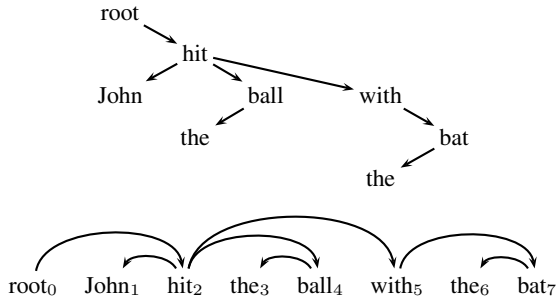 root
hit
John ball with
the bat
the
root₀ John₁ hit₂ the₃ ball₄ with₅ the₆ bat₇